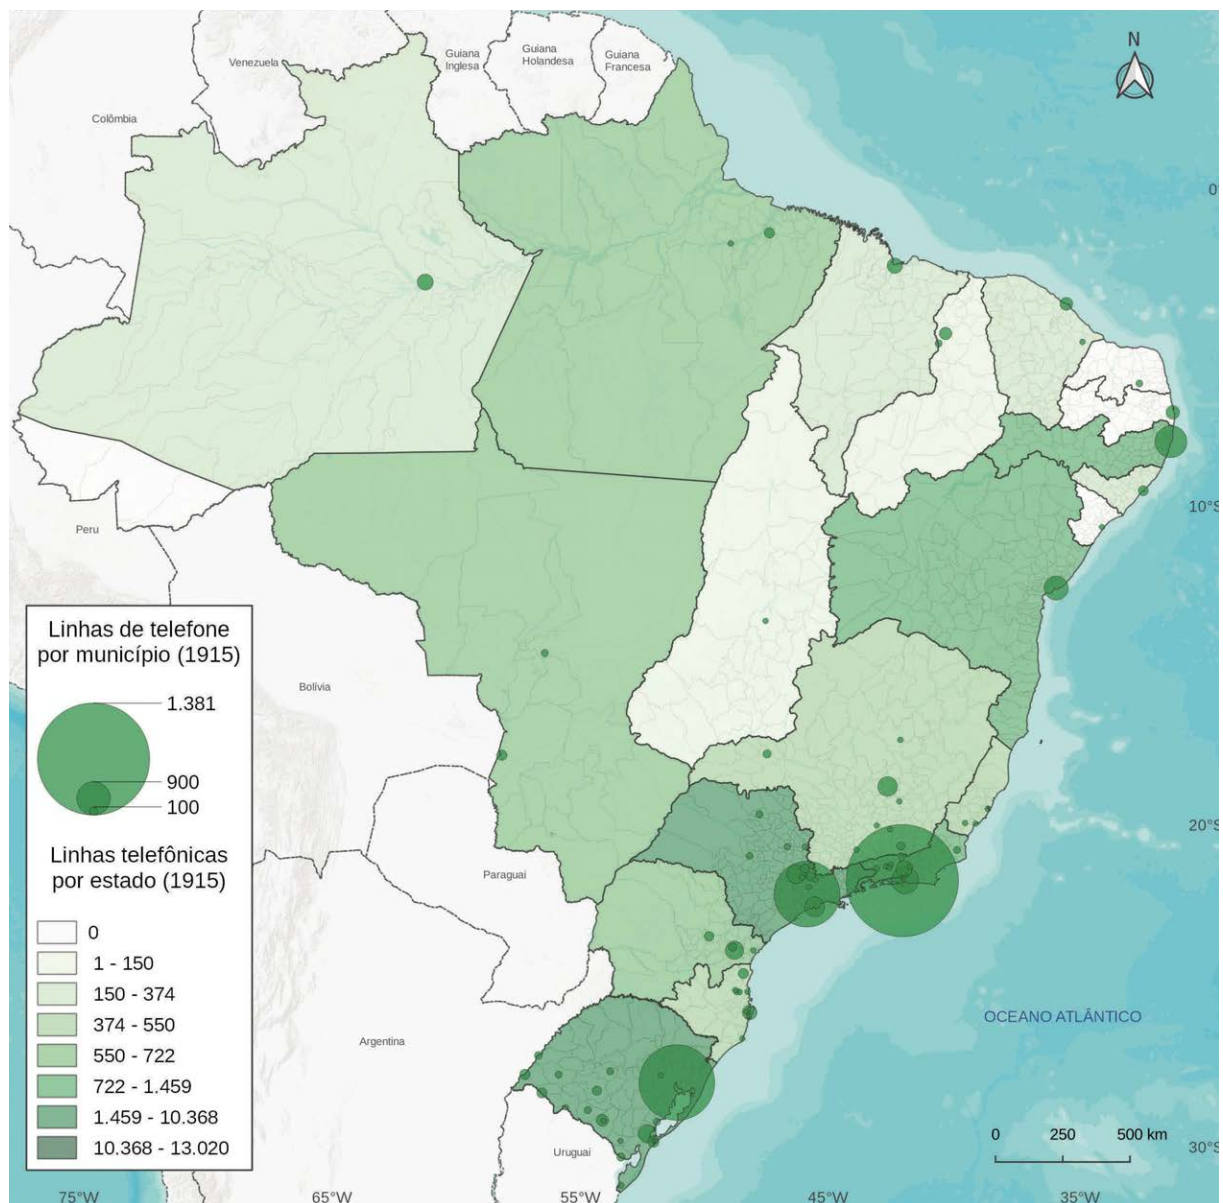 N
Venezuela
Guiana
Inglesa
Guiana
Holandesa
Guiana
Francesa
Colômbia
0°
10°S
Peru
Bolívia
Linhas de telefone
por município (1915)
1.381
900
100
Linhas telefônicas
por estado (1915)
0
1 - 150
150 - 374
374 - 550
550 - 722
722 - 1.459
1.459 - 10.368
10.368 - 13.020
20°S
Paraguai
Argentina
OCEANO ATLÂNTICO
Uruguai
0 250 500 km
30°S
75°W 65°W 55°W 45°W 35°W